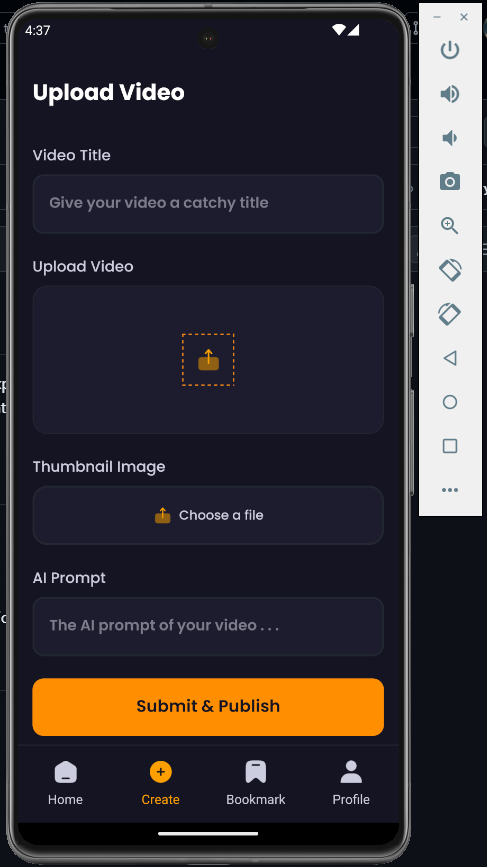 4:37
Upload Video
Video Title
Give your video a catchy title
Upload Video
Thumbnail Image
Choose a file
AI Prompt
The AI prompt of your video . . .
Submit & Publish
Home
Create
Bookmark
Profile